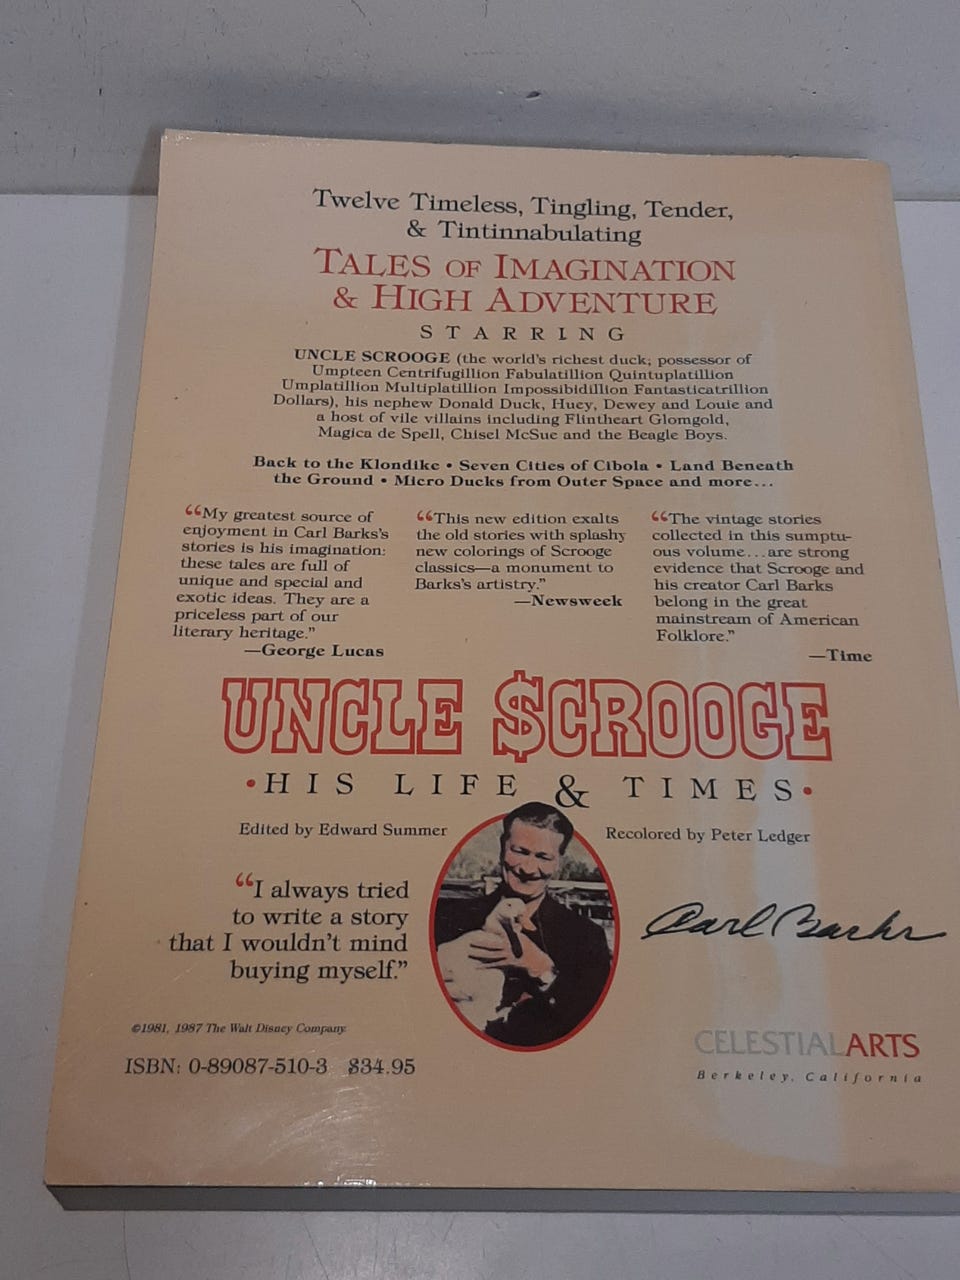 Twelve Timeless, Tingling, Tender,
& Tintinnabulating
TALES OF IMAGINATION
& HIGH ADVENTURE
STARRING
UNCLE SCROOGE (the world's richest duck; possessor of
Umpteen Centrifugillion Fabulatillion Quintuplatillion
Umplatillion Multiplatillion Impossibidillion Fantasticatrillion
Dollars), his nephew Donald Duck, Huey, Dewey and Louie and
a host of vile villains including Flintheart Glomgold,
Magica de Spell, Chisel McSue and the Beagle Boys.
Back to the Klondike • Seven Cities of Cibola • Land Beneath
the Ground • Micro Ducks from Outer Space and more...
“My greatest source of
enjoyment in Carl Barks's
stories is his imagination:
these tales are full of
unique and special and
exotic ideas. They are a
priceless part of our
literary heritage.”
—George Lucas
“This new edition exalts
the old stories with splashy
new colorings of Scrooge
classics—a monument to
Barks's artistry.”
—Newsweek
“The vintage stories
collected in this sumptu-
ous volume...are strong
evidence that Scrooge and
his creator Carl Barks
belong in the great
mainstream of American
Folklore.”
—Time
UNCLE $CROOGE
•HIS LIFE & TIMES•
Edited by Edward Summer
Recolored by Peter Ledger
“I always tried
to write a story
that I wouldn't mind
buying myself.”
Carl Barks
©1981, 1987 The Walt Disney Company
ISBN: 0-89087-510-3 $34.95
CELESTIALARTS
Berkeley, California